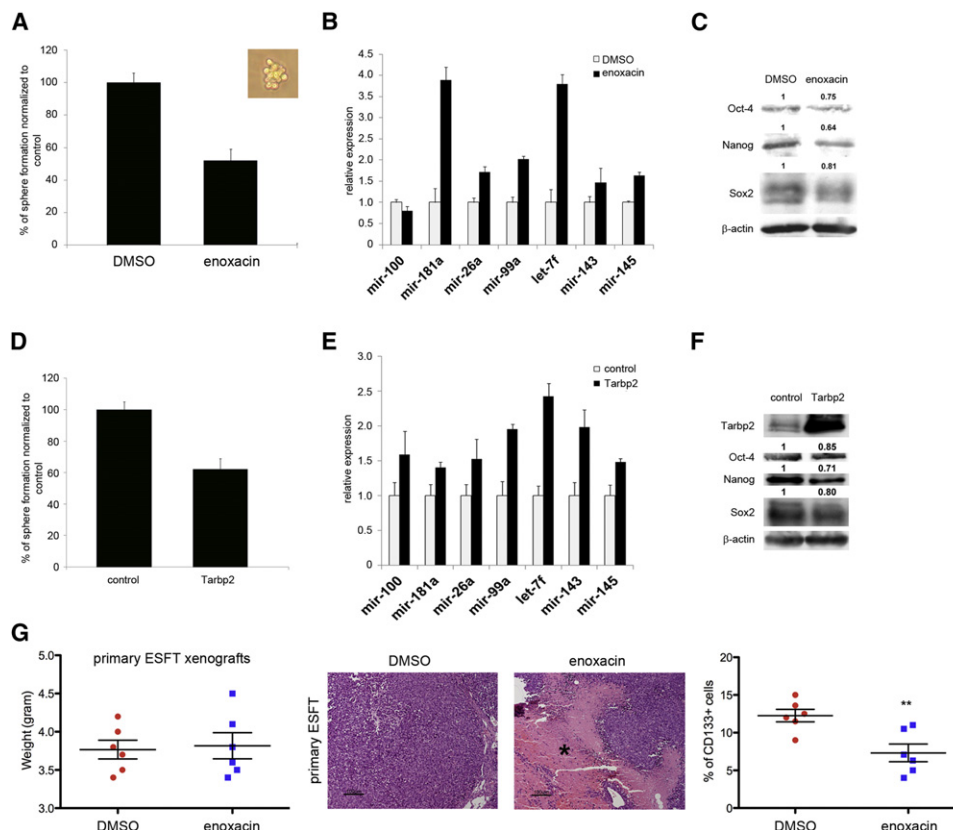 A
% of sphere formation normalized to
control
120
100
80
60
40
20
0
DMSO
enoxacin
B
relative expression
4.5
4.0
3.5
3.0
2.5
2.0
1.5
1.0
0.5
0
DMSO
enoxacin
mir-100
mir-181a
mir-26a
mir-99a
let-7f
mir-143
mir-145
C
DMSO enoxacin
1 0.75
Oct-4
1 0.64
Nanog
1 0.81
Sox2
β-actin
D
% of sphere formation normalized to
control
120
100
80
60
40
20
0
control
Tarbp2
E
relative expression
3.0
2.5
2.0
1.5
1.0
0.5
0
control
Tarbp2
mir-100
mir-181a
mir-26a
mir-99a
let-7f
mir-143
mir-145
F
control Tarbp2
Tarbp2
1 0.85
Oct-4
1 0.71
Nanog
1 0.80
Sox2
β-actin
G
primary ESFT xenografts
Weight (gram)
5.0
4.5
4.0
3.5
3.0
DMSO
enoxacin
DMSO
enoxacin
primary ESFT
*
% of CD133+ cells
20
15
10
5
0
**
DMSO
enoxacin